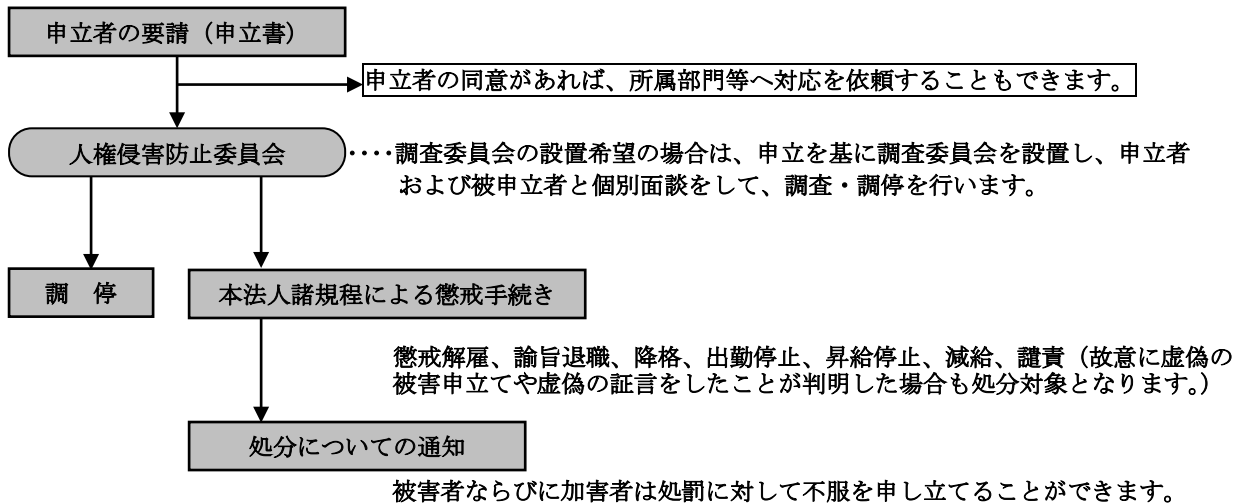 申立者の要請（申立書）
申立者の同意があれば、所属部門等へ対応を依頼することもできます。
人権侵害防止委員会
‥‥調査委員会の設置希望の場合は、申立を基に調査委員会を設置し、申立者
および被申立者と個別面談をして、調査・調停を行います。
調　停
本法人諸規程による懲戒手続き
懲戒解雇、諭旨退職、降格、出勤停止、昇給停止、減給、譴責（故意に虚偽の
被害申立てや虚偽の証言をしたことが判明した場合も処分対象となります。）
処分についての通知
被害者ならびに加害者は処罰に対して不服を申し立てることができます。